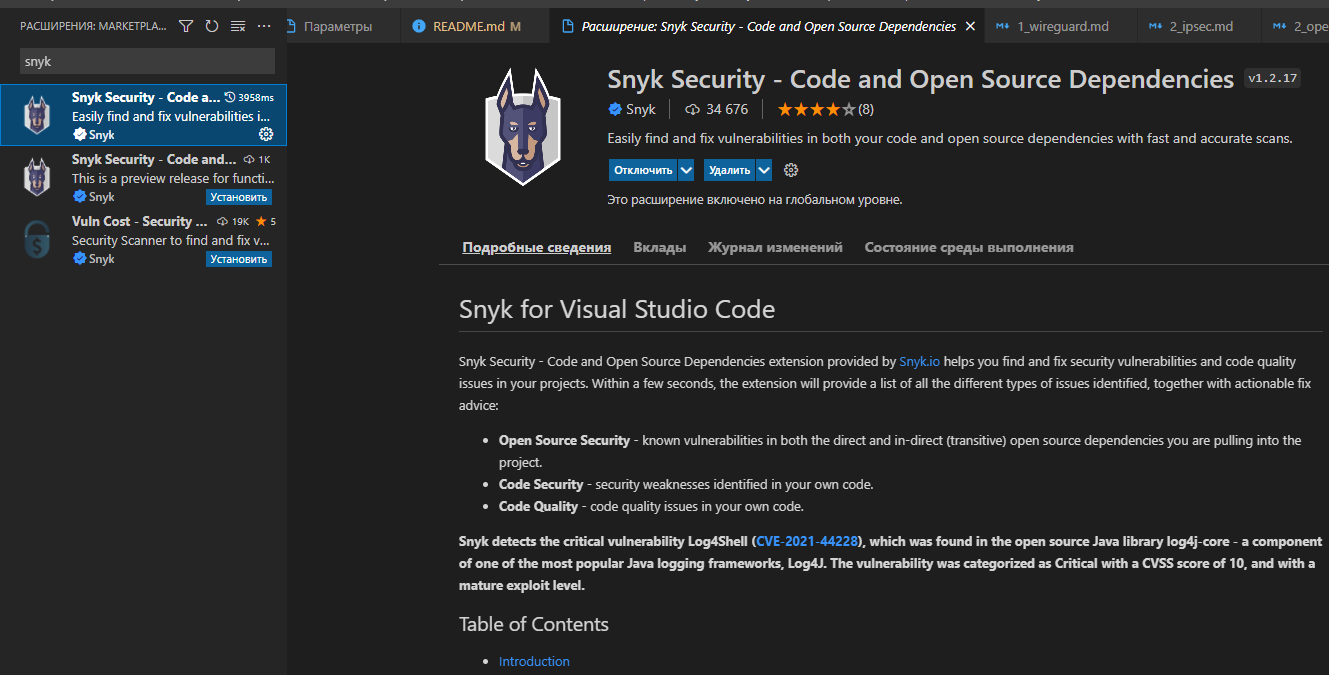 РАСШИРЕНИЯ: MARKETPLA...
snyk
Snyk Security - Code a... 3958ms
Easily find and fix vulnerabilities i...
Snyk
Snyk Security - Code and... 1K
This is a preview release for functi...
Snyk Установить
Vuln Cost - Security ... 19K ★ 5
Security Scanner to find and fix v...
Snyk Установить
Параметры README.md M Расширение: Snyk Security - Code and Open Source Dependencies 1_wireguard.md 2_ipsec.md 2_ope
Snyk Security - Code and Open Source Dependencies v1.2.17
Snyk 34 676 ★★★★☆(8)
Easily find and fix vulnerabilities in both your code and open source dependencies with fast and accurate scans.
Отключить Удалить
Это расширение включено на глобальном уровне.
Подробные сведения Вклады Журнал изменений Состояние среды выполнения
Snyk for Visual Studio Code
Snyk Security - Code and Open Source Dependencies extension provided by Snyk.io helps you find and fix security vulnerabilities and code quality
issues in your projects. Within a few seconds, the extension will provide a list of all the different types of issues identified, together with actionable fix
advice:
• Open Source Security - known vulnerabilities in both the direct and in-direct (transitive) open source dependencies you are pulling into the
project.
• Code Security - security weaknesses identified in your own code.
• Code Quality - code quality issues in your own code.
Snyk detects the critical vulnerability Log4Shell (CVE-2021-44228), which was found in the open source Java library log4j-core - a component
of one of the most popular Java logging frameworks, Log4J. The vulnerability was categorized as Critical with a CVSS score of 10, and with a
mature exploit level.
Table of Contents
• Introduction